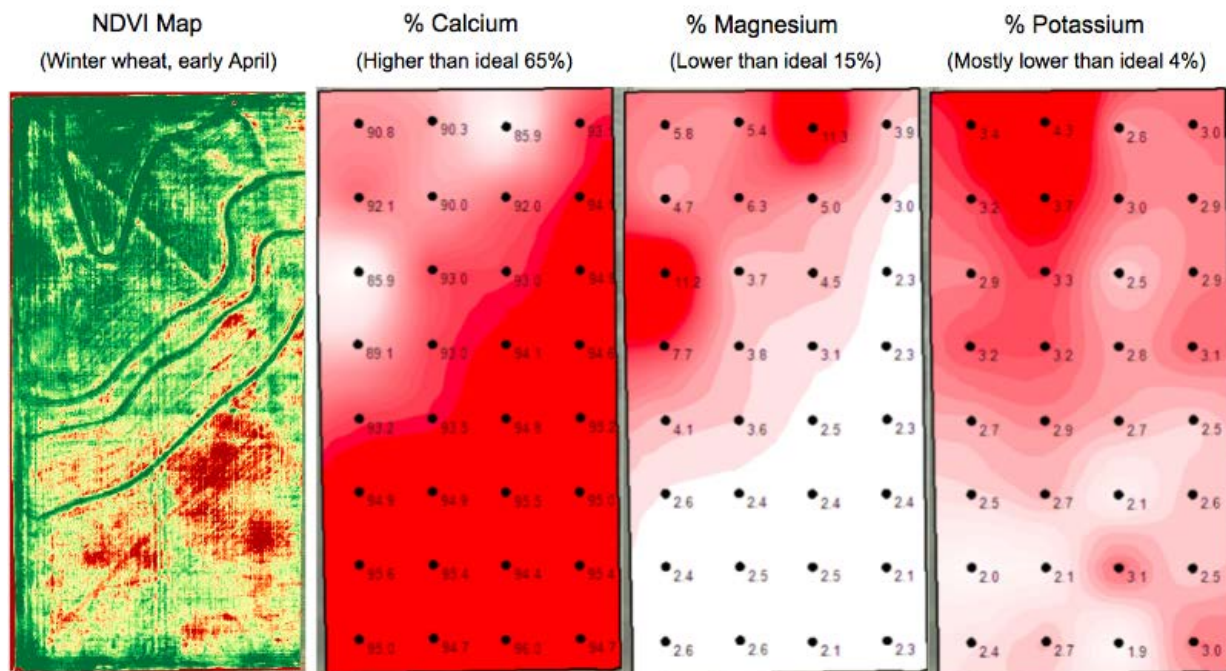 NDVI Map
(Winter wheat, early April)
% Calcium
(Higher than ideal 65%)
90.8 90.3 85.9 93.1
92.1 90.0 92.0 94.1
85.9 93.0 93.0 94.8
89.1 93.0 94.1 94.6
93.2 93.5 94.8 95.2
94.9 94.9 95.5 95.0
95.6 95.4 94.4 95.4
95.0 94.7 96.0 94.7
% Magnesium
(Lower than ideal 15%)
5.8 5.4 11.3 3.9
4.7 6.3 5.0 3.0
11.2 3.7 4.5 2.3
7.7 3.8 3.1 2.3
4.1 3.6 2.5 2.3
2.6 2.4 2.4 2.4
2.4 2.5 2.5 2.1
2.6 2.6 2.1 2.3
% Potassium
(Mostly lower than ideal 4%)
3.4 4.3 2.8 3.0
3.2 3.7 3.0 2.9
2.9 3.3 2.5 2.9
3.2 3.2 2.8 3.1
2.7 2.9 2.7 2.5
2.5 2.7 2.1 2.6
2.0 2.1 3.1 2.5
2.4 2.7 1.9 3.0